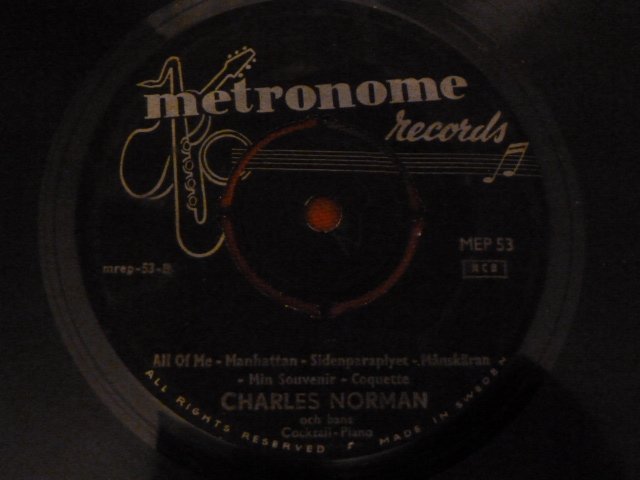 metronome
records
MEP 53
mrep-53-B
NCB
All Of Me - Manhattan - Sidenparaplyet - Månskäran
- Min Souvenir - Coquette
CHARLES NORMAN
och hans
Cocktail-Piano
ALL RIGHTS RESERVED MADE IN SWEDEN